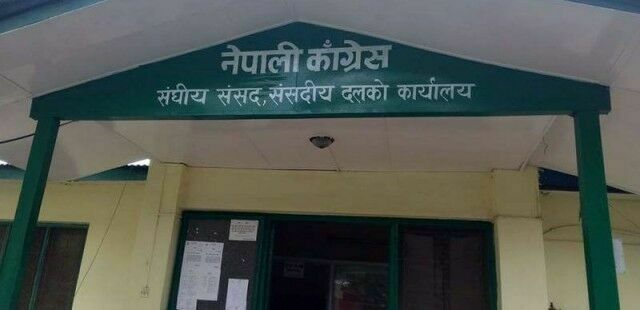 नेपाली काँग्रेस
संघीय संसद, संसदीय दलको कार्यालय